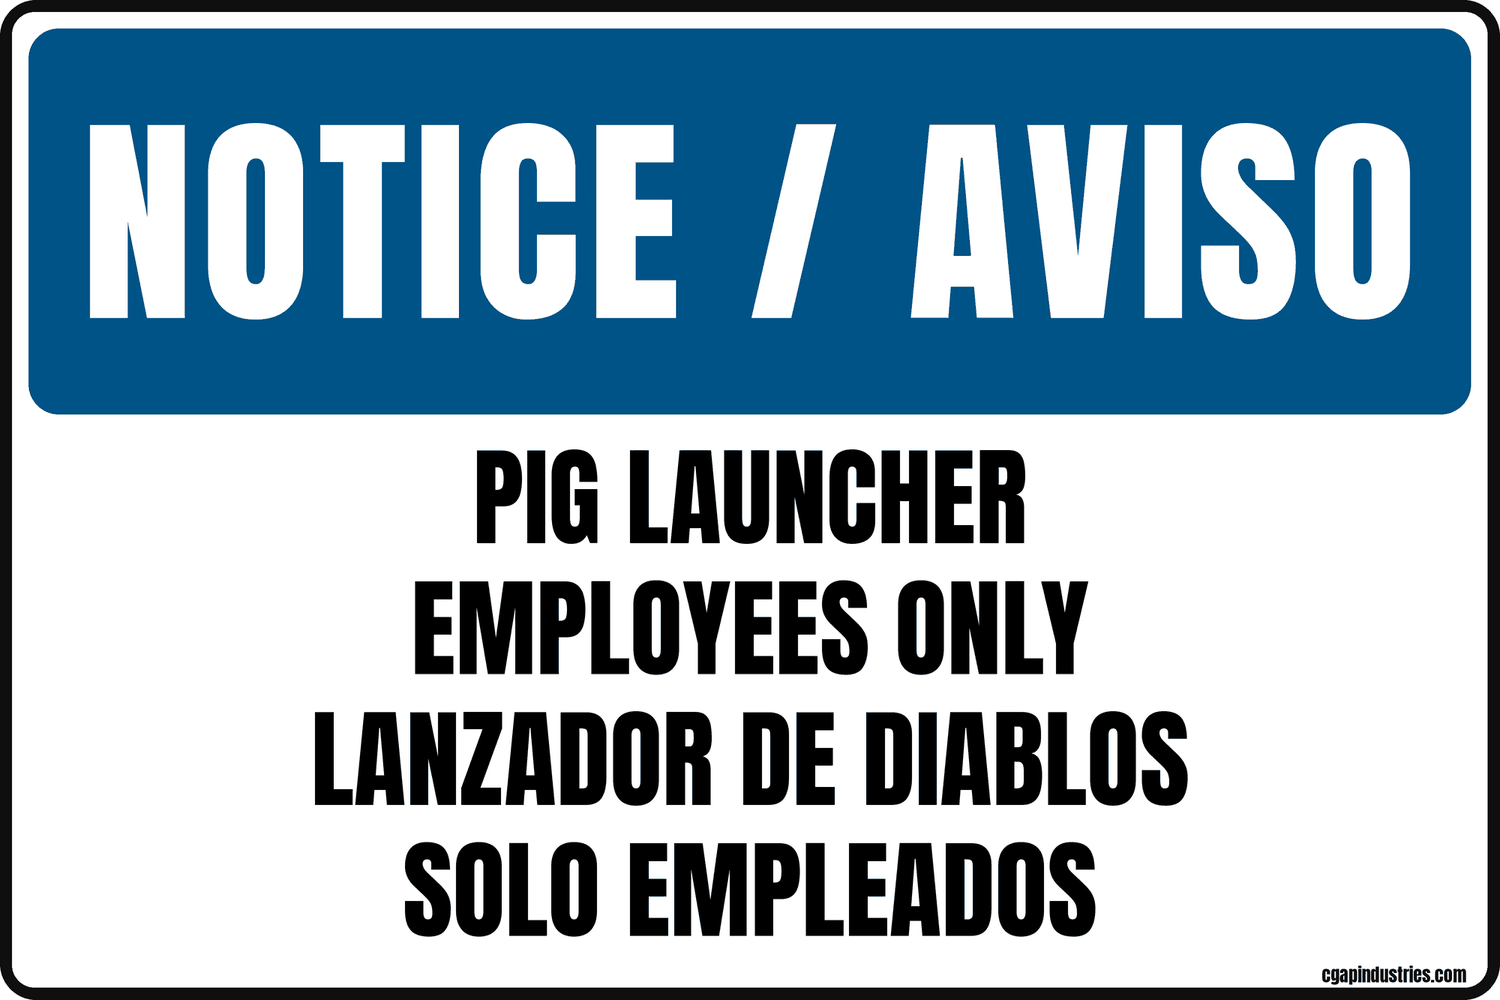 NOTICE / AVISO
PIG LAUNCHER
EMPLOYEES ONLY
LANZADOR DE DIABLOS
SOLO EMPLEADOS
cgapindustries.com